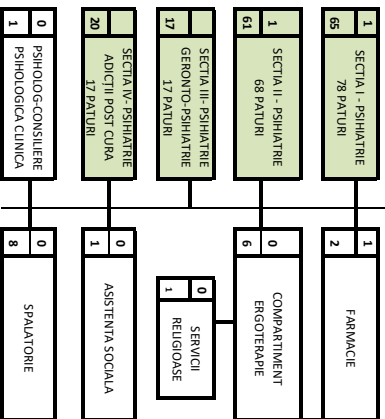 1
65
SECTIA I - PSIHIATRIE
78 PATURI
1
61
SECTIA II - PSIHIATRIE
68 PATURI
17
SECTIA III- PSIHIATRIE
GERONTO-PSIHIATRIE
17 PATURI
20
SECTIA IV- PSIHIATRIE
ADICȚII POST CURA
17 PATURI
0
1
PSIHOLOG-CONSILIERE
PSIHOLOGICA CLINICA
1
2
FARMACIE
0
6
COMPARTIMENT
ERGOTERAPIE
0
1
SERVICII
RELIGIOASE
0
1
ASISTENTA SOCIALA
0
8
SPALATORIE